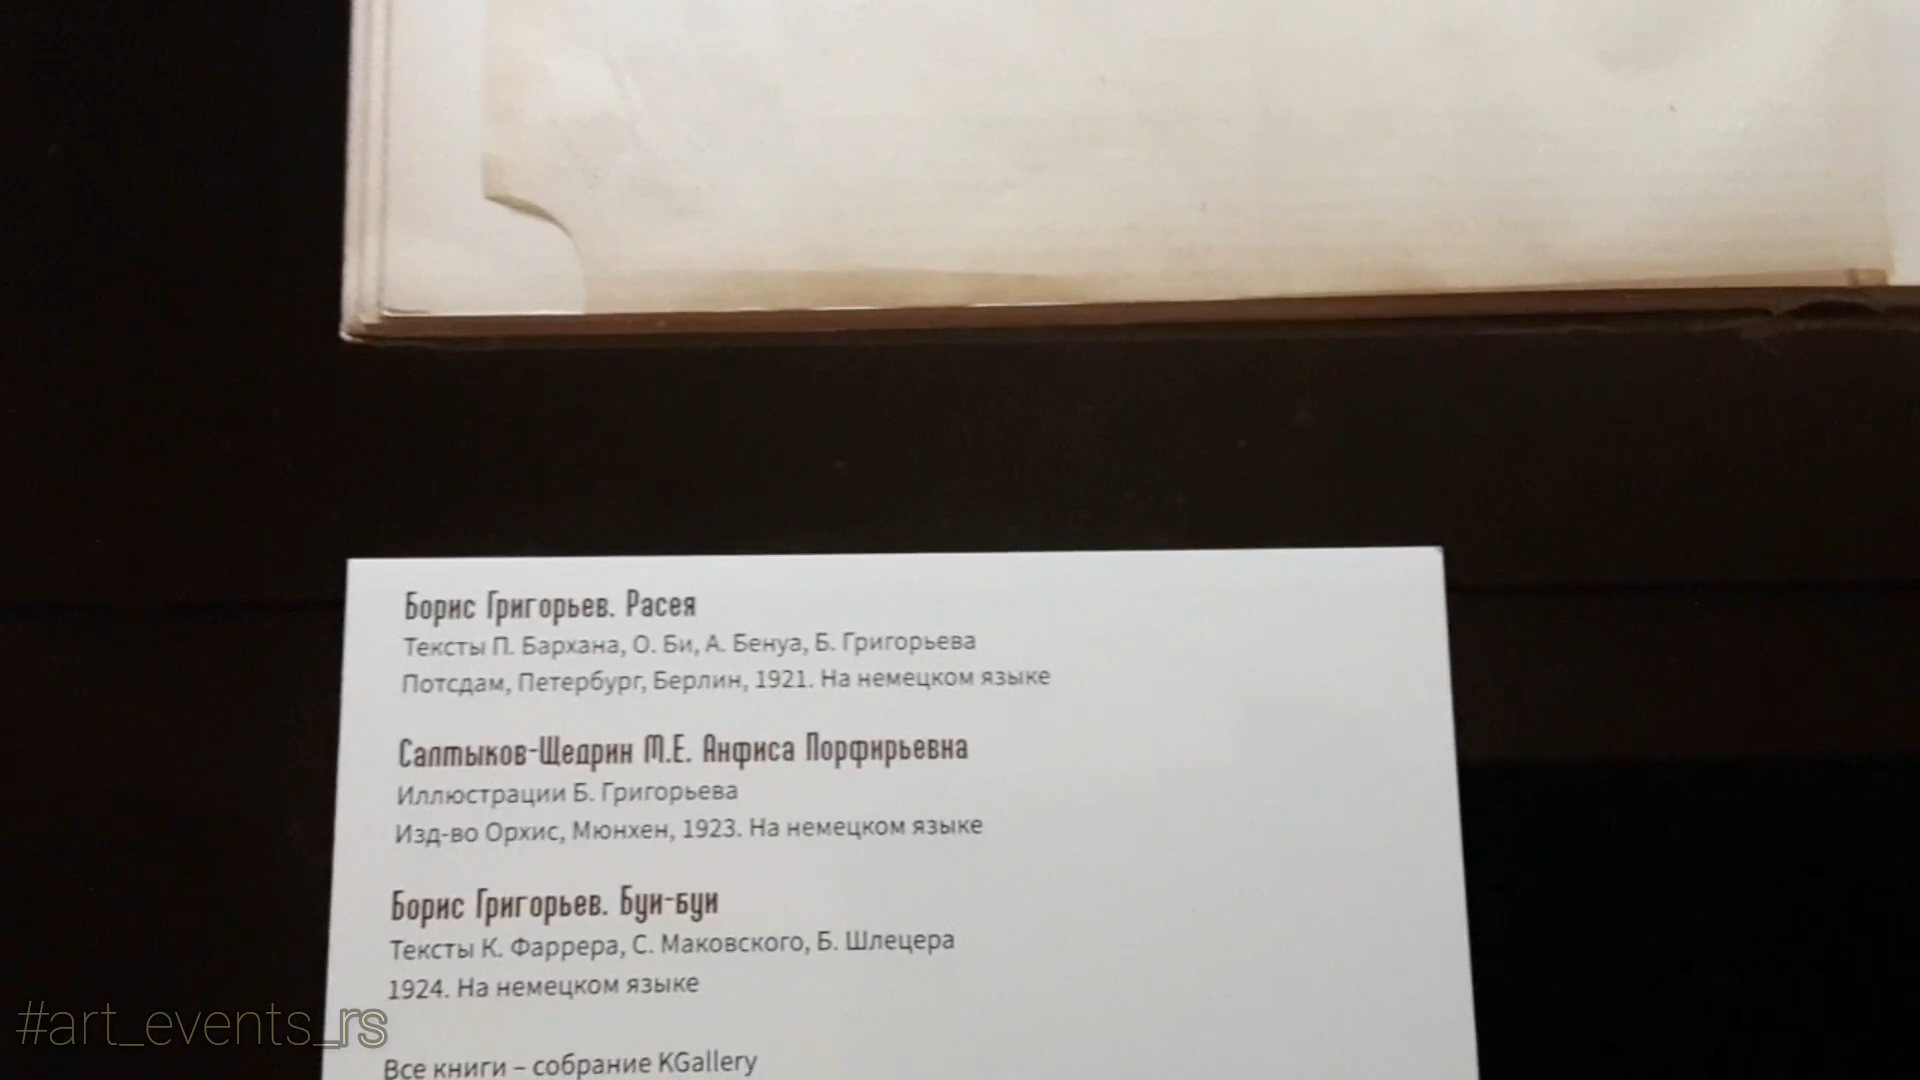 Борис Григорьев. Расея
Тексты П. Бархана, О. Би, А. Бенуа, Б. Григорьева
Потсдам, Петербург, Берлин, 1921. На немецком языке
Салтыков-Щедрин М.Е. Анфиса Порфирьевна
Иллюстрации Б. Григорьева
Изд-во Орхис, Мюнхен, 1923. На немецком языке
Борис Григорьев. Буи-буи
Тексты К. Фаррера, С. Маковского, Б. Шлецера
1924. На немецком языке
Все книги – собрание KGallery
#art_events_rs